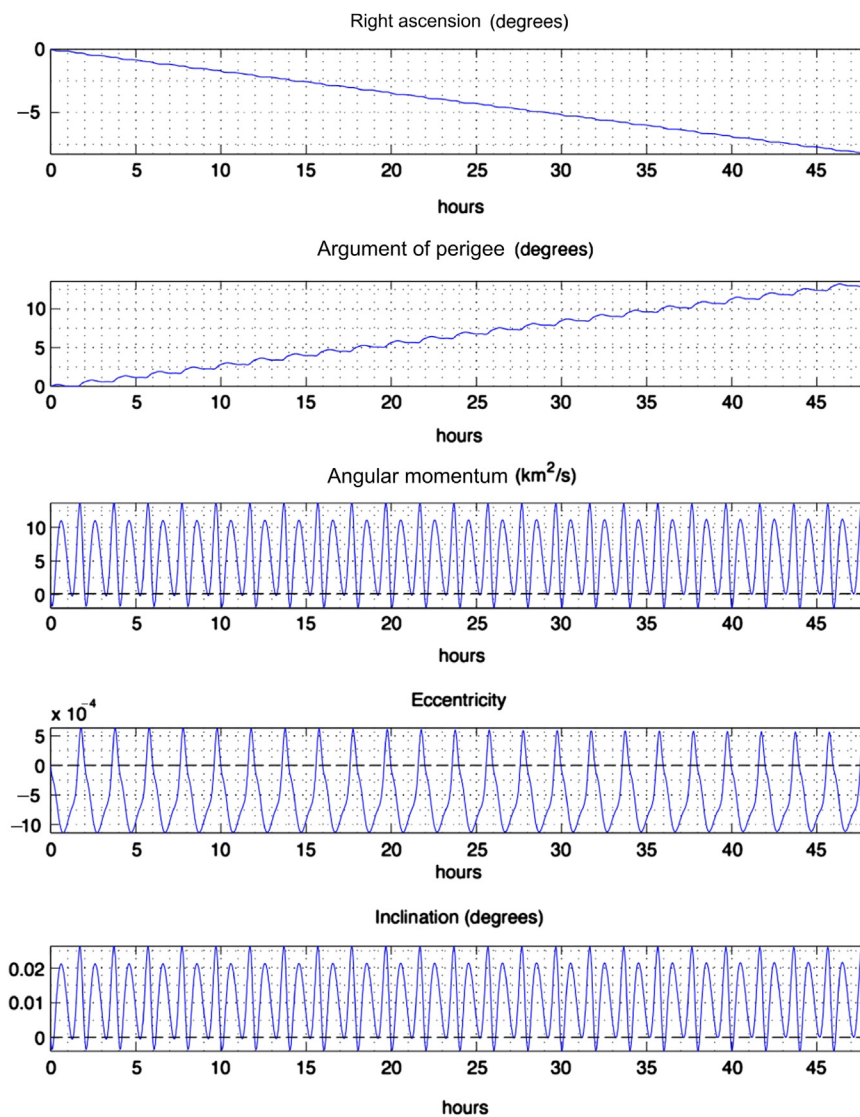 Right ascension (degrees)
0
−5
0 5 10 15 20 25 30 35 40 45
hours
Argument of perigee (degrees)
10
5
0
0 5 10 15 20 25 30 35 40 45
hours
Angular momentum (km²/s)
10
5
0
0 5 10 15 20 25 30 35 40 45
hours
Eccentricity
x 10⁻⁴
5
0
−5
−10
0 5 10 15 20 25 30 35 40 45
hours
Inclination (degrees)
0.02
0.01
0
0 5 10 15 20 25 30 35 40 45
hours